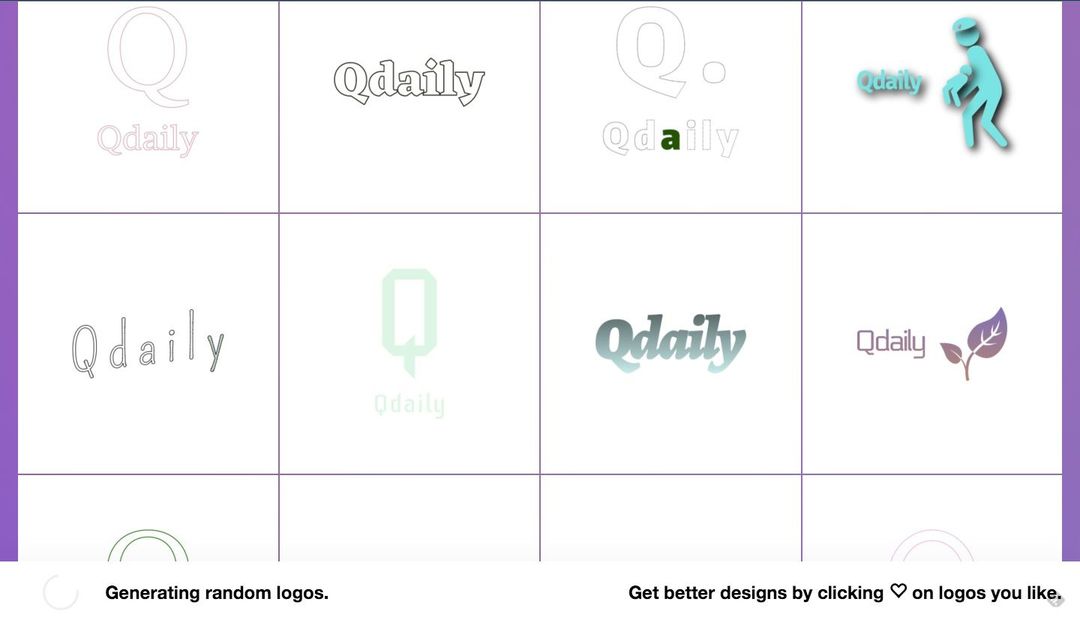 Q
Qdaily
Qdaily
Q.
Qdaily
Qdaily
Qdaily
Q
Qdaily
Qdaily
Qdaily
Generating random logos.
Get better designs by clicking ♡ on logos you like.